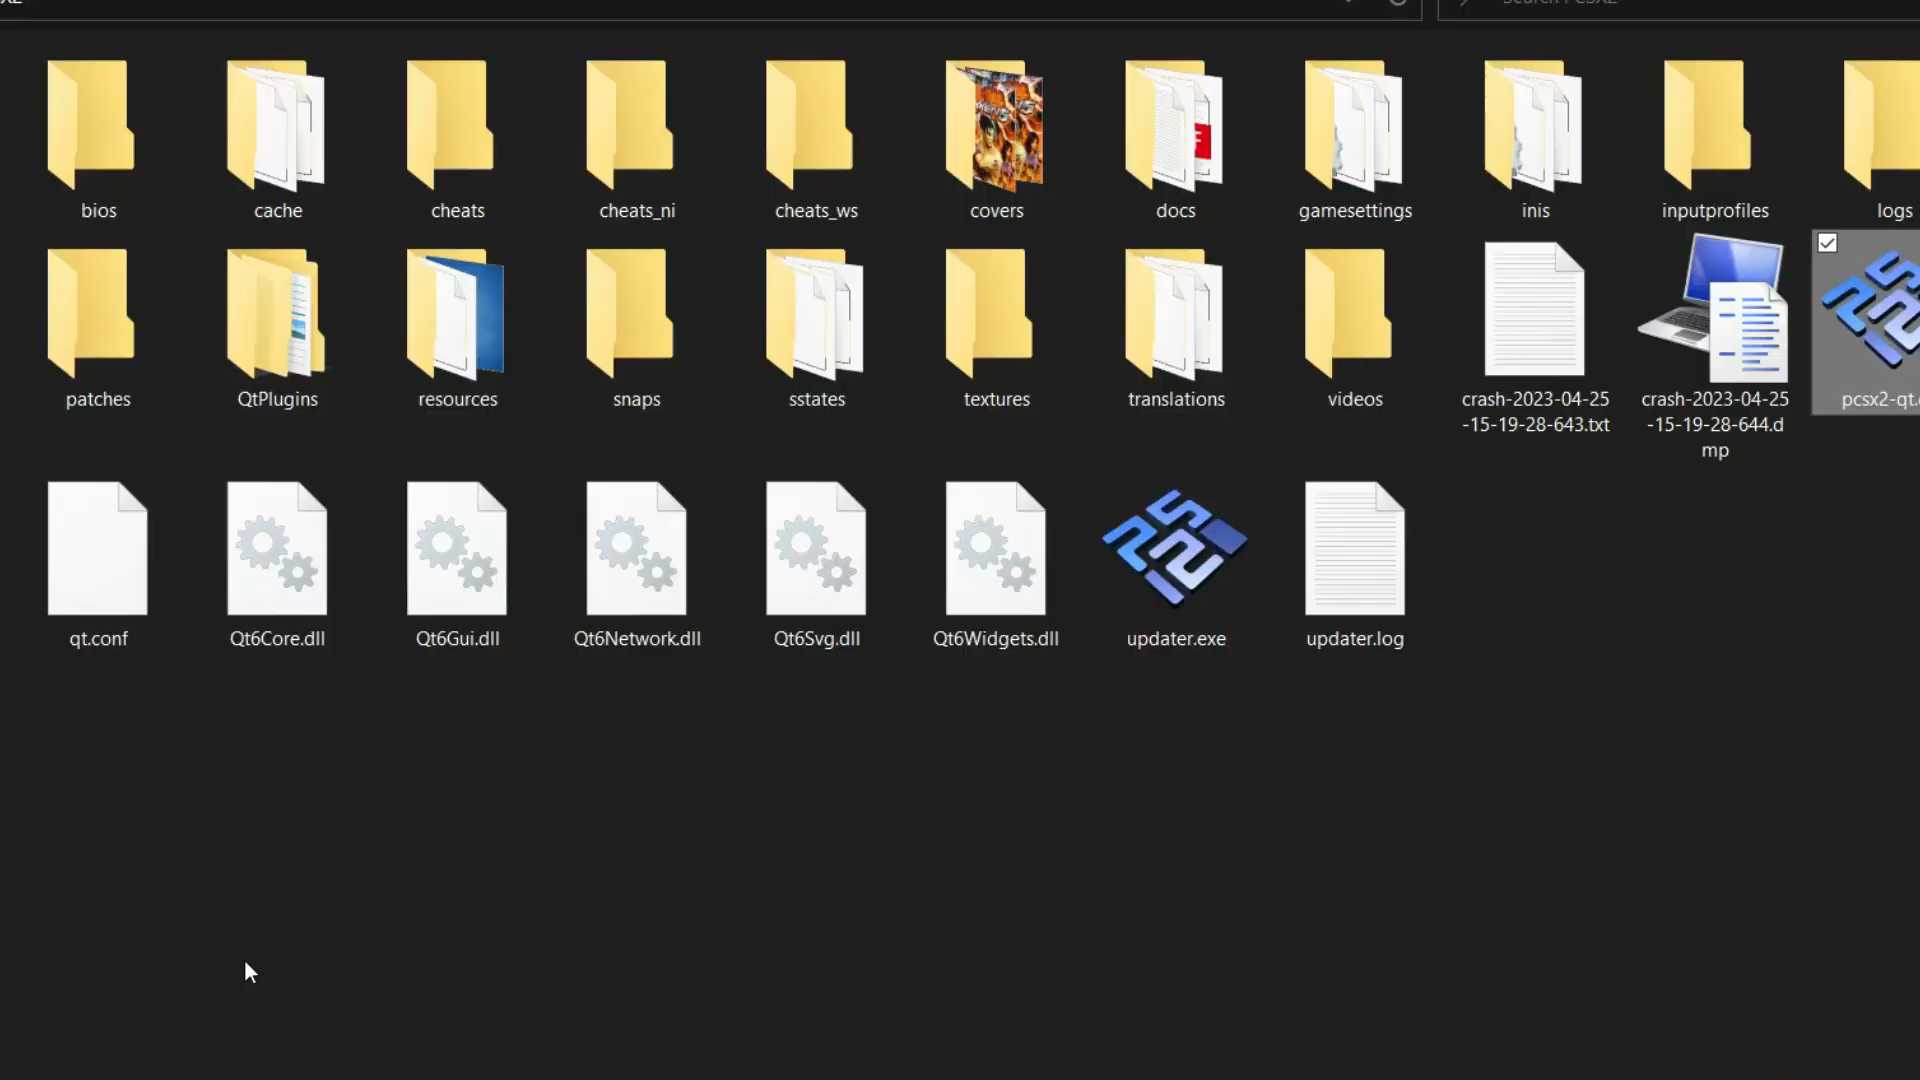 bios
cache
cheats
cheats_ni
cheats_ws
covers
docs
gamesettings
inis
inputprofiles
logs
patches
QtPlugins
resources
snaps
sstates
textures
translations
videos
crash-2023-04-25
-15-19-28-643.txt
crash-2023-04-25
-15-19-28-644.d
mp
pcsx2-qt.
qt.conf
Qt6Core.dll
Qt6Gui.dll
Qt6Network.dll
Qt6Svg.dll
Qt6Widgets.dll
updater.exe
updater.log